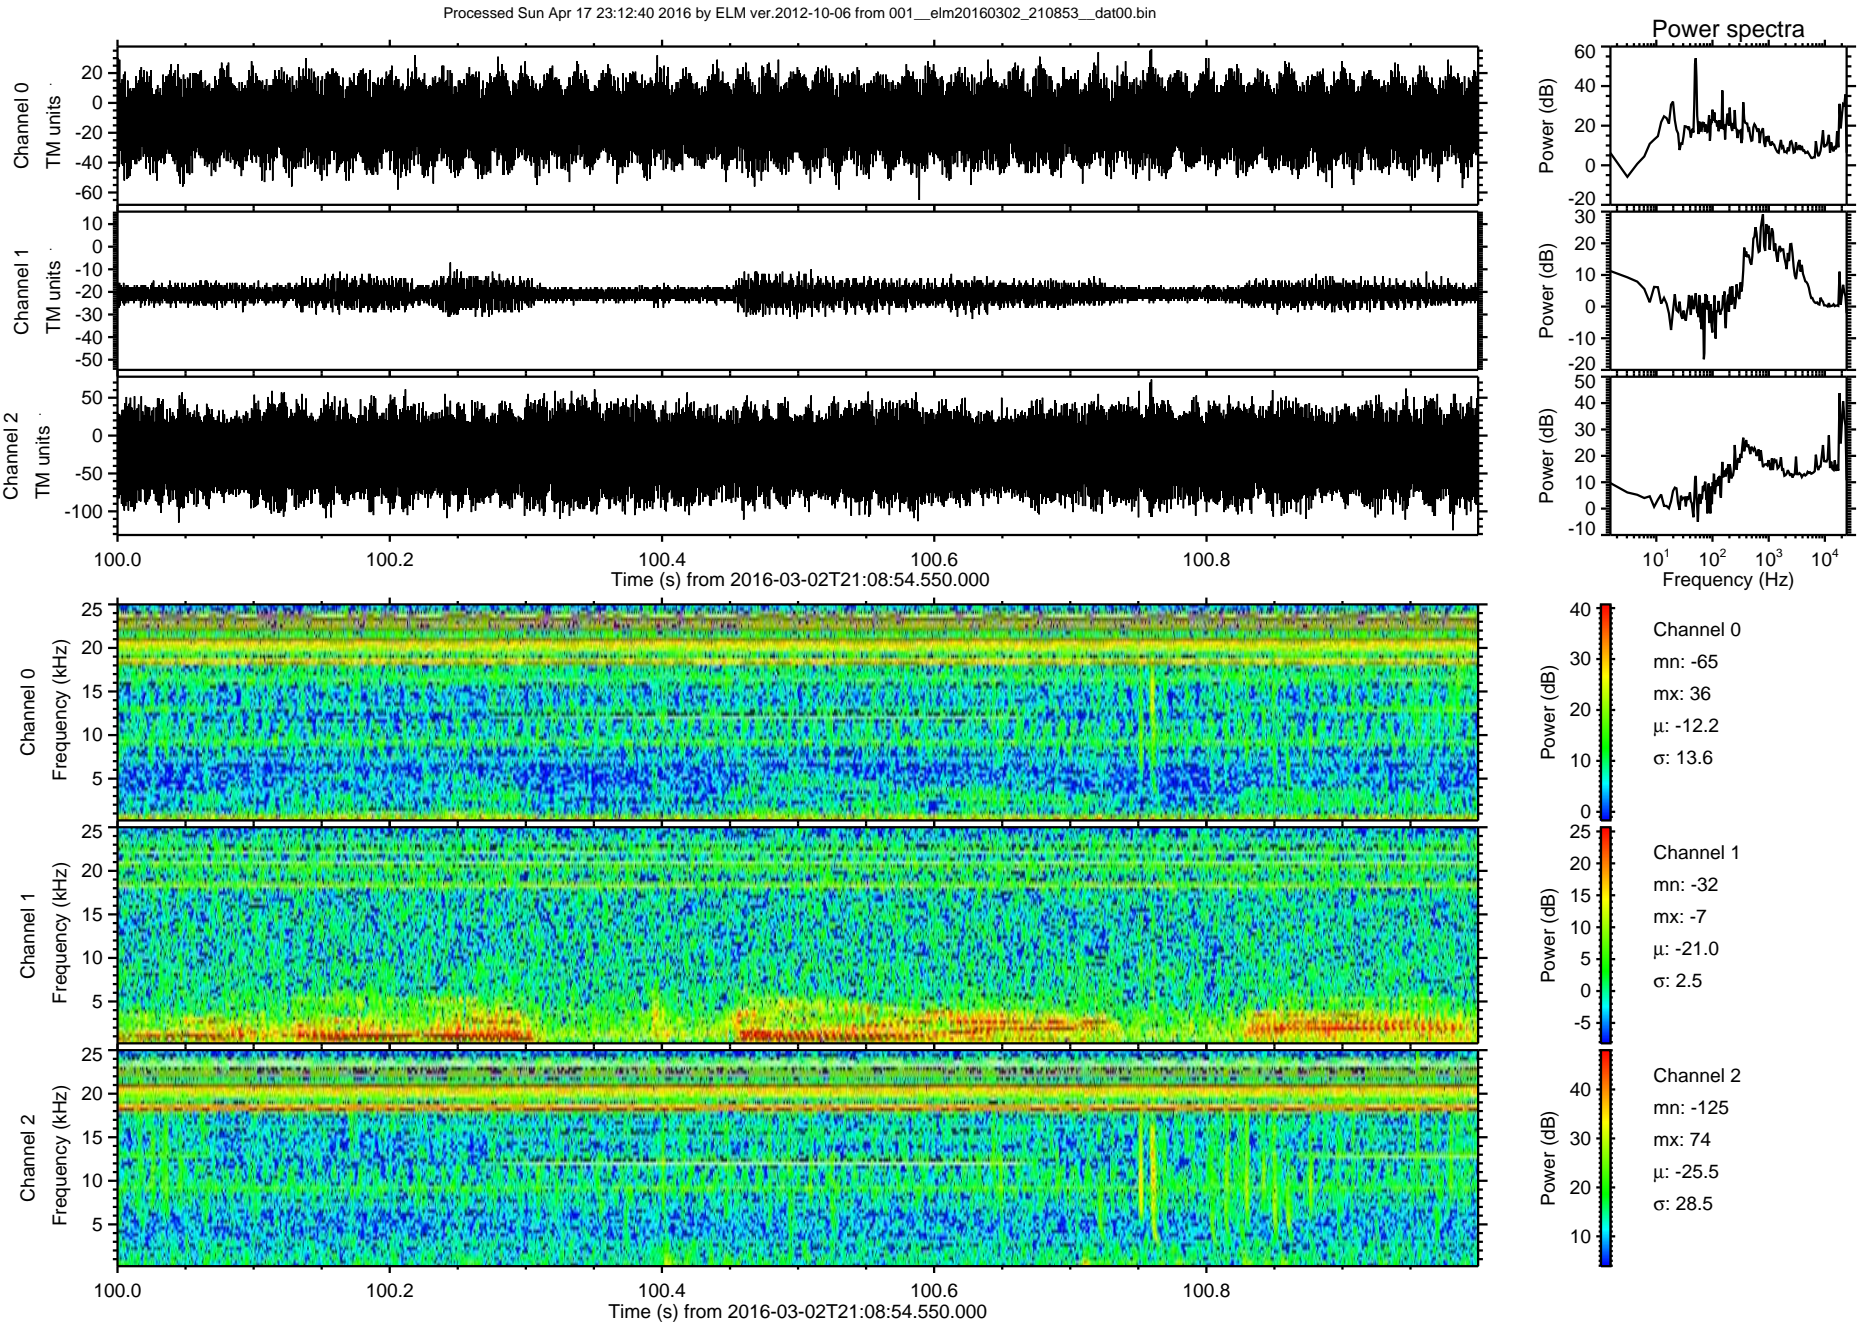 Processed Sun Apr 17 23:12:40 2016 by ELM ver.2012-10-06 from 001__elm20160302_210853__dat00.bin
Power spectra
Channel 0
TM units
20
0
-20
-40
-60
Power (dB)
60
40
20
0
-20
Channel 1
TM units
10
0
-10
-20
-30
-40
-50
Power (dB)
30
20
10
0
-10
-20
Channel 2
TM units
50
0
-50
-100
Power (dB)
50
40
30
20
10
0
-10
100.0 100.2 100.4 100.6 100.8
Time (s) from 2016-03-02T21:08:54.550.000
10¹ 10² 10³ 10⁴
Frequency (Hz)
Channel 0
Frequency (kHz)
25
20
15
10
5
Power (dB)
40
30
20
10
0
Channel 0
mn: -65
mx: 36
μ: -12.2
σ: 13.6
Channel 1
Frequency (kHz)
25
20
15
10
5
Power (dB)
25
20
15
10
5
0
-5
Channel 1
mn: -32
mx: -7
μ: -21.0
σ: 2.5
Channel 2
Frequency (kHz)
25
20
15
10
5
Power (dB)
40
30
20
10
Channel 2
mn: -125
mx: 74
μ: -25.5
σ: 28.5
100.0 100.2 100.4 100.6 100.8
Time (s) from 2016-03-02T21:08:54.550.000